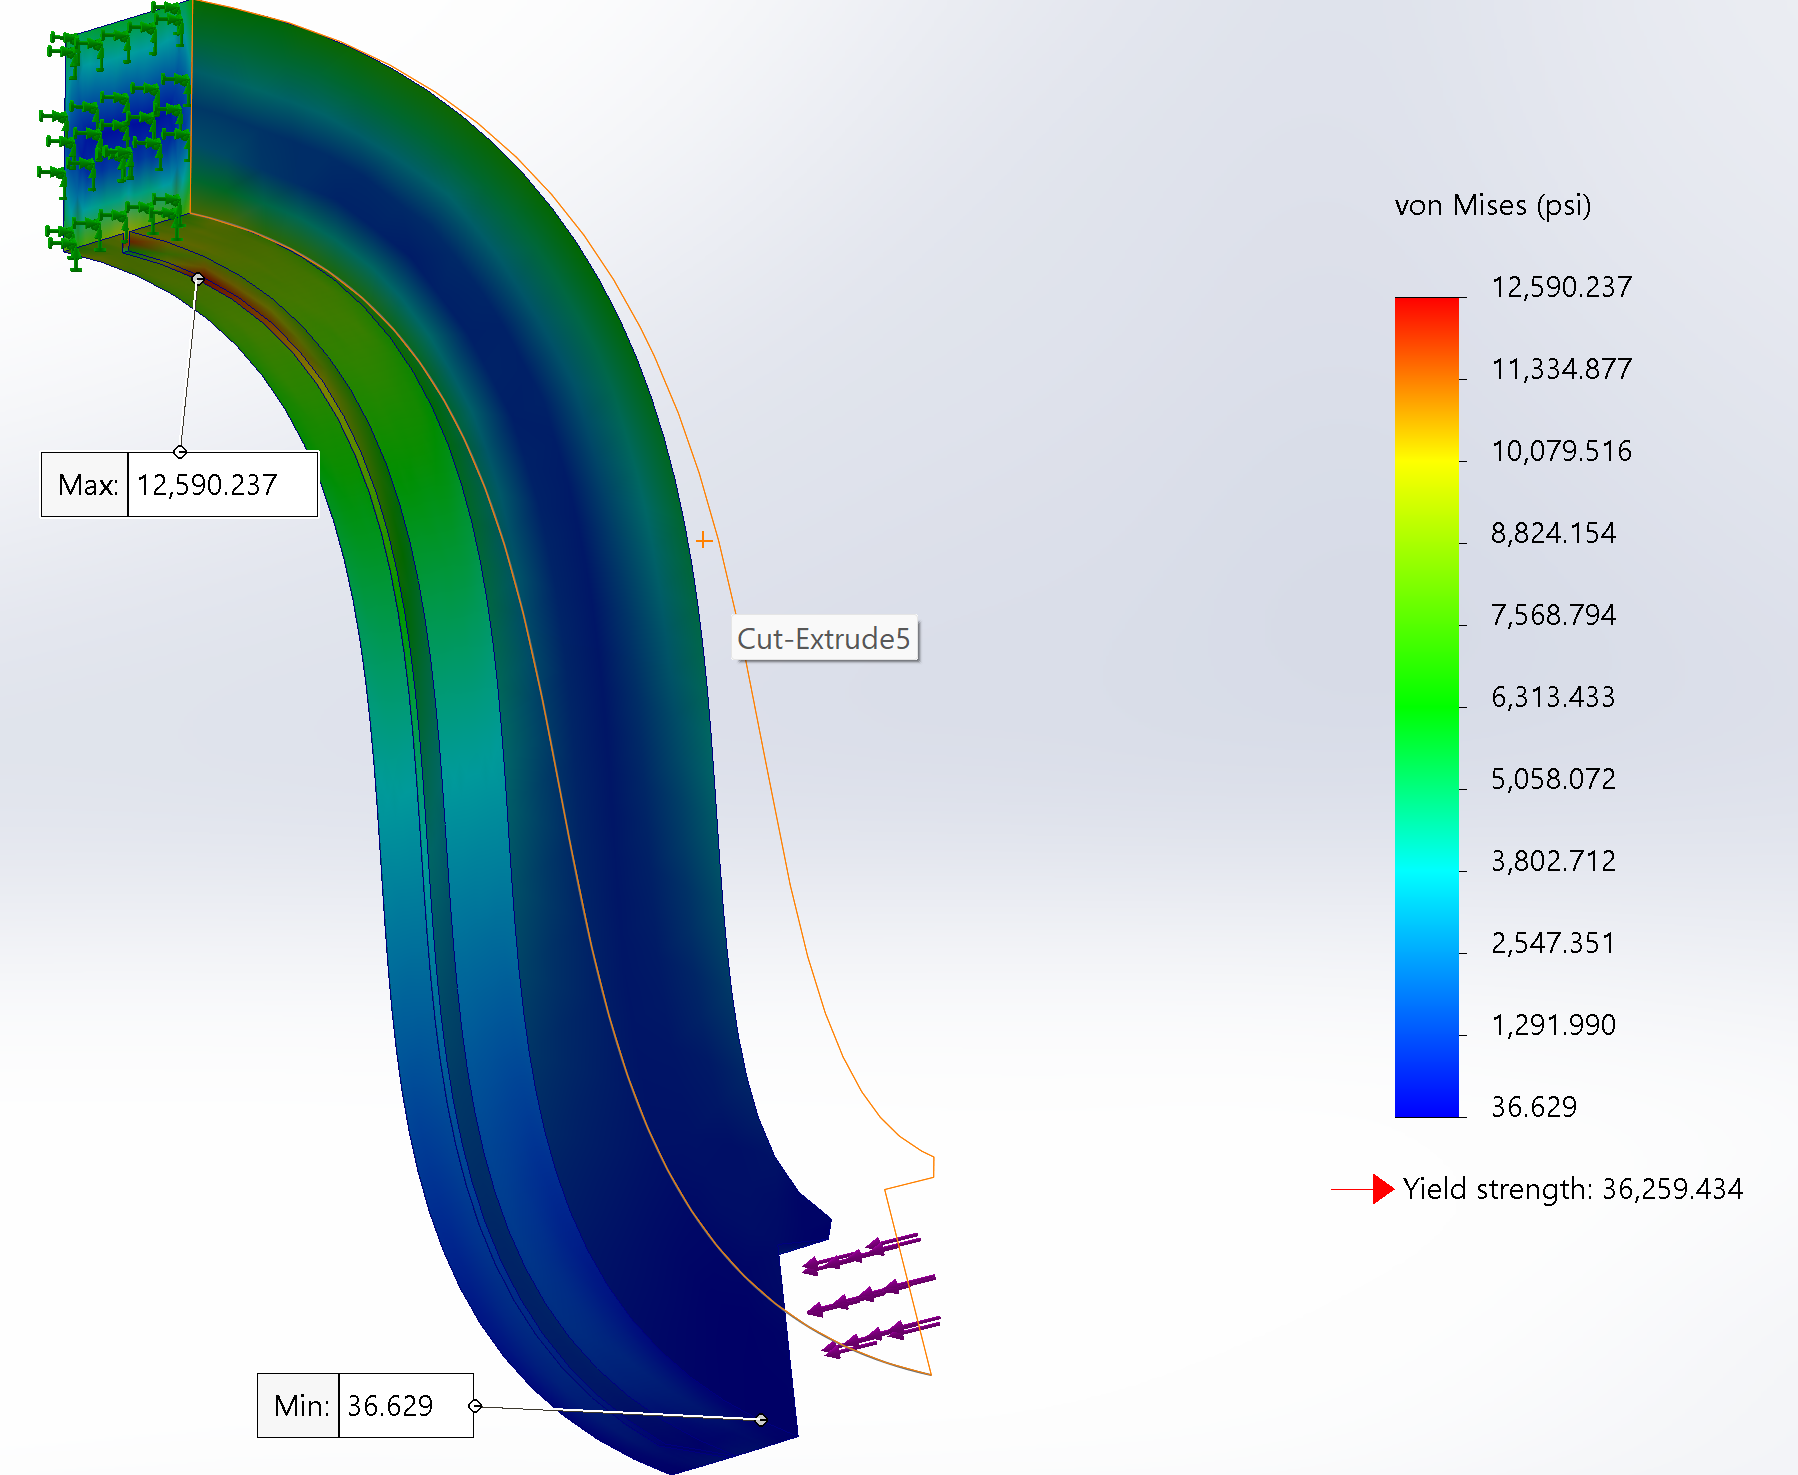 von Mises (psi)
12,590.237
11,334.877
10,079.516
8,824.154
7,568.794
6,313.433
5,058.072
3,802.712
2,547.351
1,291.990
36.629
Yield strength: 36,259.434
Max: 12,590.237
Cut-Extrude5
Min: 36.629